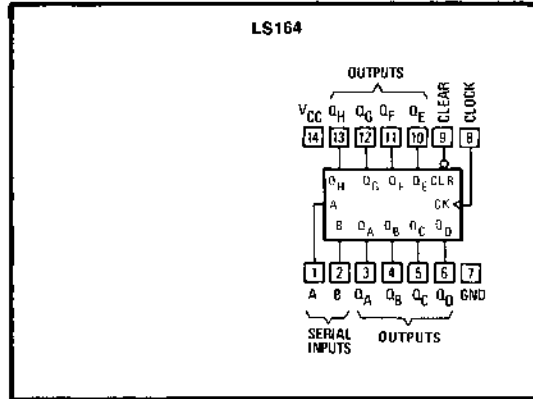 LS164
OUTPUTS
VCC QH QG QF QE CLEAR CLOCK
14 13 12 11 10 9 8
QH QG QF QE CLR
A CK
B QA QB QC QD
1 2 3 4 5 6 7
A B QA QB QC QD GND
SERIAL INPUTS OUTPUTS